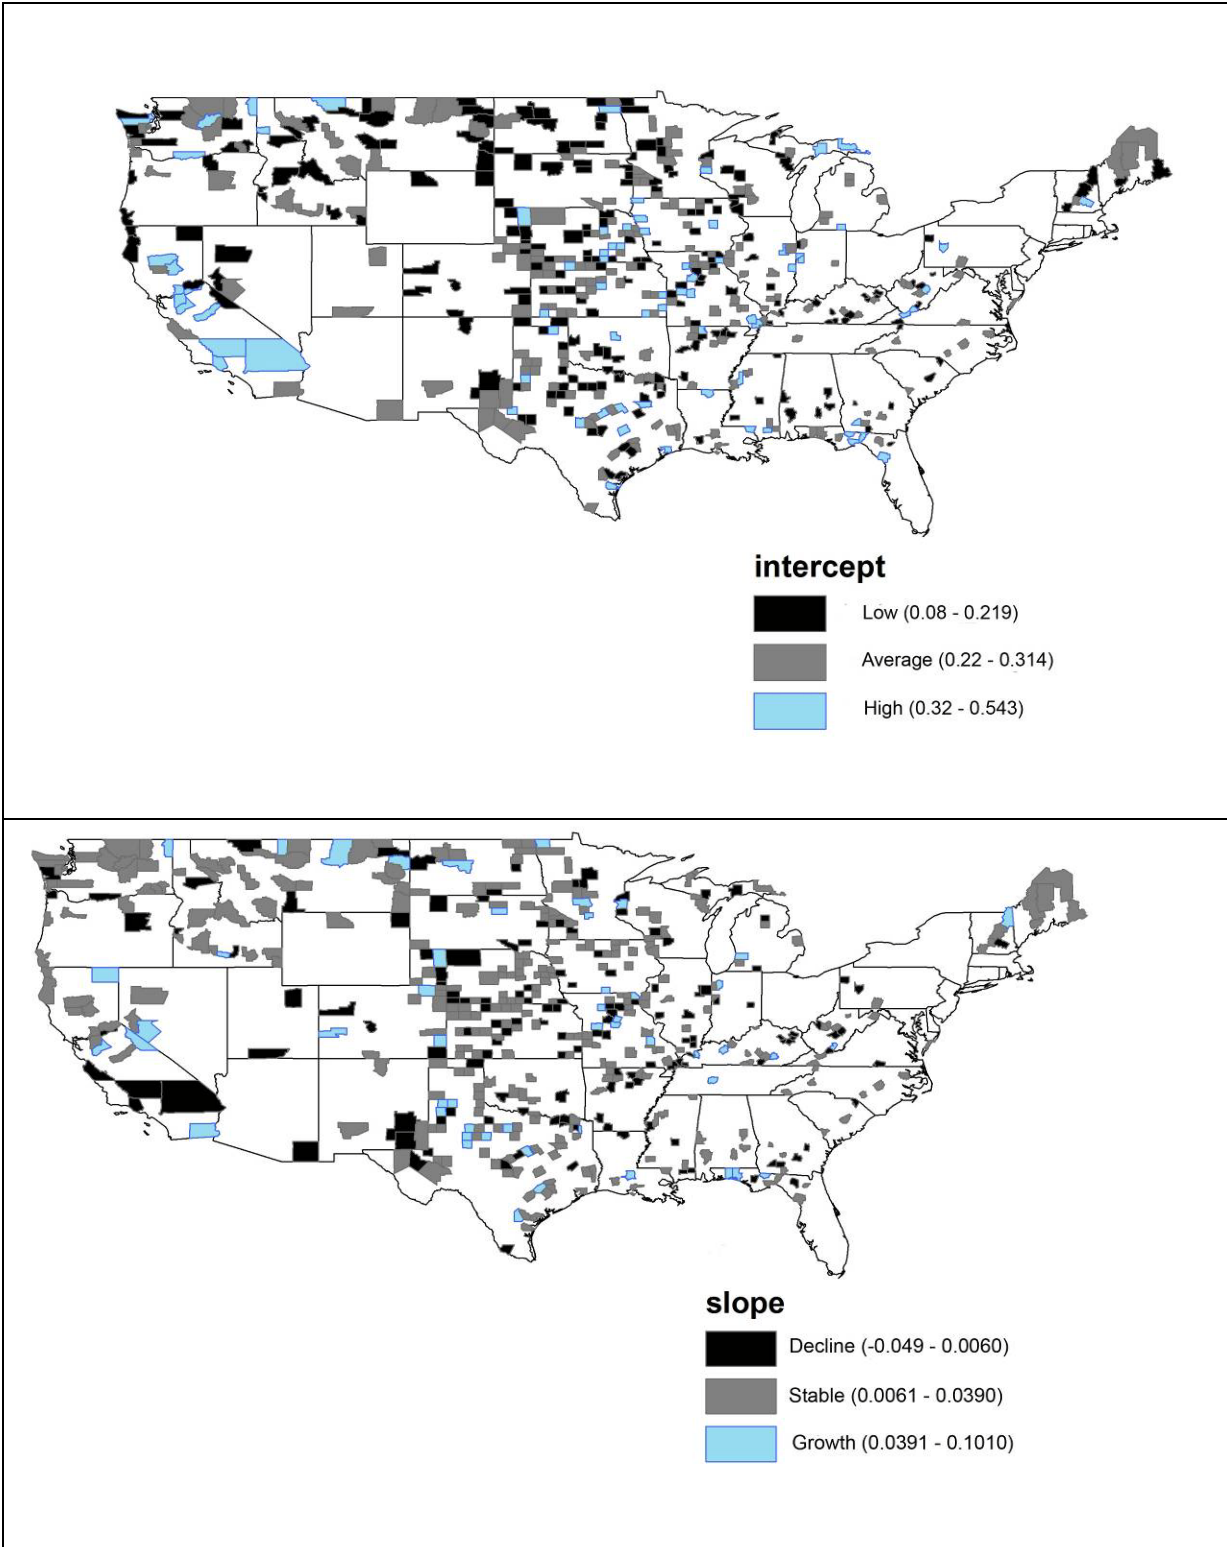 intercept
Low (0.08 - 0.219)
Average (0.22 - 0.314)
High (0.32 - 0.543)
slope
Decline (-0.049 - 0.0060)
Stable (0.0061 - 0.0390)
Growth (0.0391 - 0.1010)